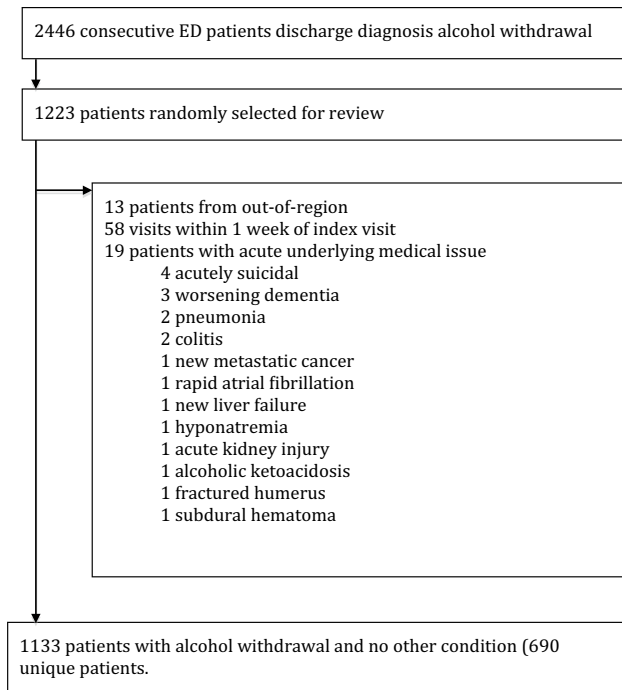 2446 consecutive ED patients discharge diagnosis alcohol withdrawal
1223 patients randomly selected for review
13 patients from out-of-region
58 visits within 1 week of index visit
19 patients with acute underlying medical issue
4 acutely suicidal
3 worsening dementia
2 pneumonia
2 colitis
1 new metastatic cancer
1 rapid atrial fibrillation
1 new liver failure
1 hyponatremia
1 acute kidney injury
1 alcoholic ketoacidosis
1 fractured humerus
1 subdural hematoma
1133 patients with alcohol withdrawal and no other condition (690
unique patients.